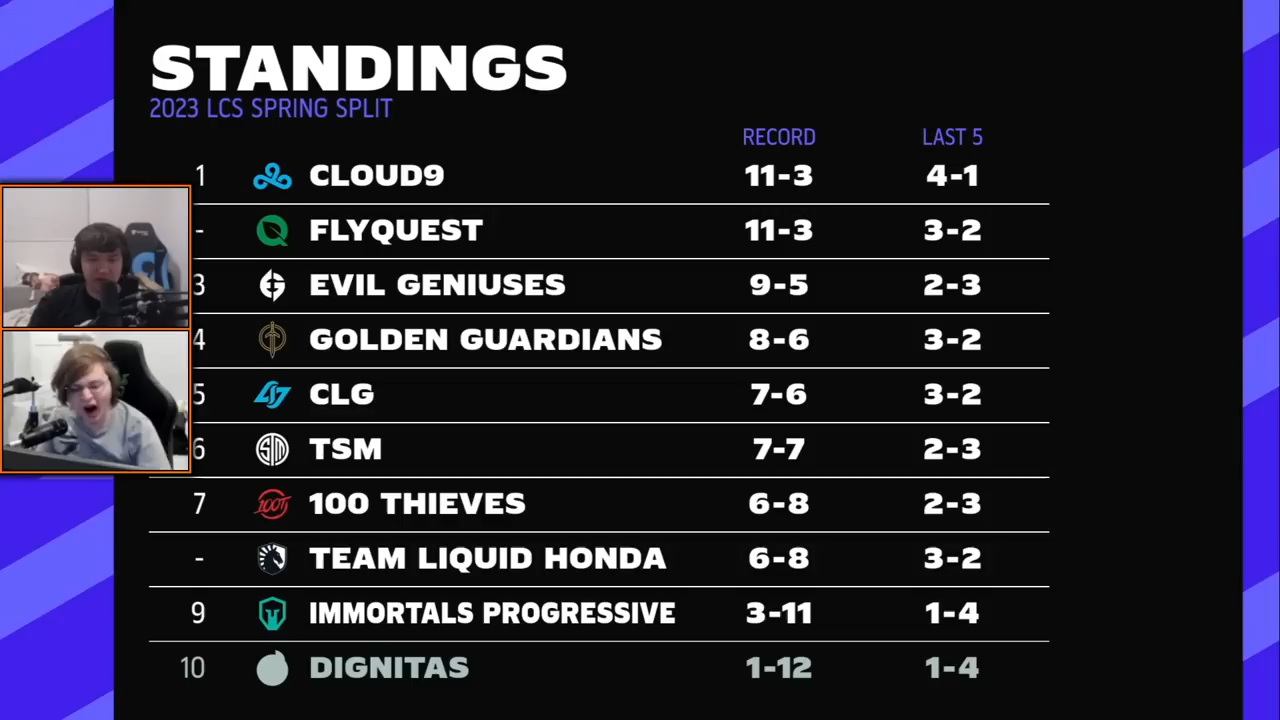 STANDINGS
2023 LCS SPRING SPLIT
RECORD LAST 5
1 CLOUD9 11-3 4-1
- FLYQUEST 11-3 3-2
3 EVIL GENIUSES 9-5 2-3
4 GOLDEN GUARDIANS 8-6 3-2
5 CLG 7-6 3-2
6 TSM TSM 7-7 2-3
7 100T 100 THIEVES 6-8 2-3
- TEAM LIQUID HONDA 6-8 3-2
9 IMMORTALS PROGRESSIVE 3-11 1-4
10 DIGNITAS 1-12 1-4